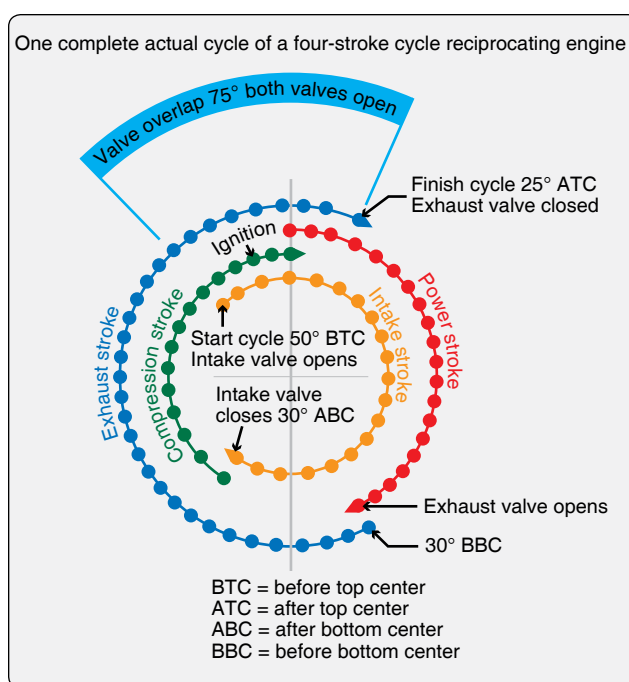 One complete actual cycle of a four-stroke cycle reciprocating engine
Valve overlap 75° both valves open
Finish cycle 25° ATC
Exhaust valve closed
Ignition
Power stroke
Intake stroke
Compression stroke
Exhaust stroke
Start cycle 50° BTC
Intake valve opens
Intake valve
closes 30° ABC
Exhaust valve opens
30° BBC
BTC = before top center
ATC = after top center
ABC = after bottom center
BBC = before bottom center